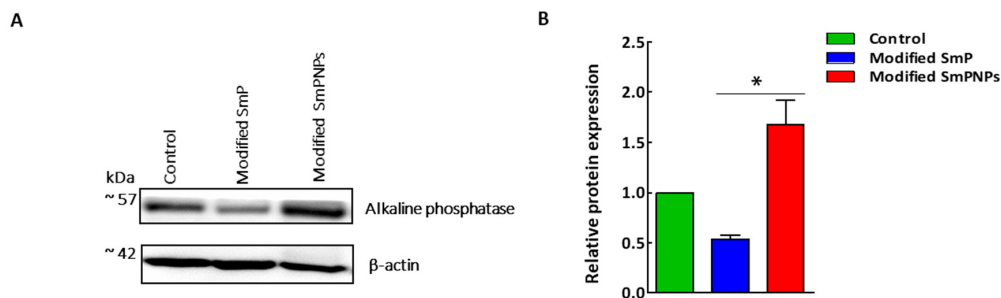 A
Control
Modified SmP
Modified SmPNPs
kDa
~ 57
Alkaline phosphatase
~ 42
β-actin
B
Relative protein expression
2.5
2.0
1.5
1.0
0.5
0.0
*
Control
Modified SmP
Modified SmPNPs